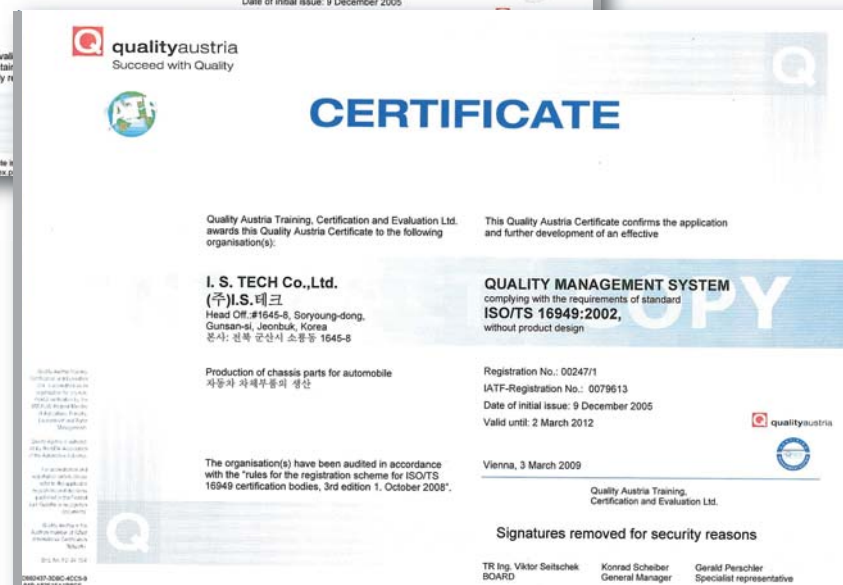 Date of initial issue: 9 December 2005
qualityaustria
Succeed with Quality
CERTIFICATE
Quality Austria Training, Certification and Evaluation Ltd.
awards this Quality Austria Certificate to the following
organisation(s):
I. S. TECH Co.,Ltd.
(주)I.S.테크
Head Off.:#1645-8, Soryoung-dong,
Gunsan-si, Jeonbuk, Korea
본사: 전북 군산시 소룡동 1645-8
Production of chassis parts for automobile
자동차 차체부품의 생산
The organisation(s) have been audited in accordance
with the "rules for the registration scheme for ISO/TS
16949 certification bodies, 3rd edition 1. October 2008".
This Quality Austria Certificate confirms the application
and further development of an effective
QUALITY MANAGEMENT SYSTEM
complying with the requirements of standard
ISO/TS 16949:2002,
without product design
COPY
Registration No.: 00247/1
IATF-Registration No.: 0079613
Date of initial issue: 9 December 2005
Valid until: 2 March 2012
qualityaustria
Vienna, 3 March 2009
Quality Austria Training,
Certification and Evaluation Ltd.
Signatures removed for security reasons
TR Ing. Viktor Seitschek
BOARD
Konrad Scheiber
General Manager
Gerald Perschler
Specialist representative